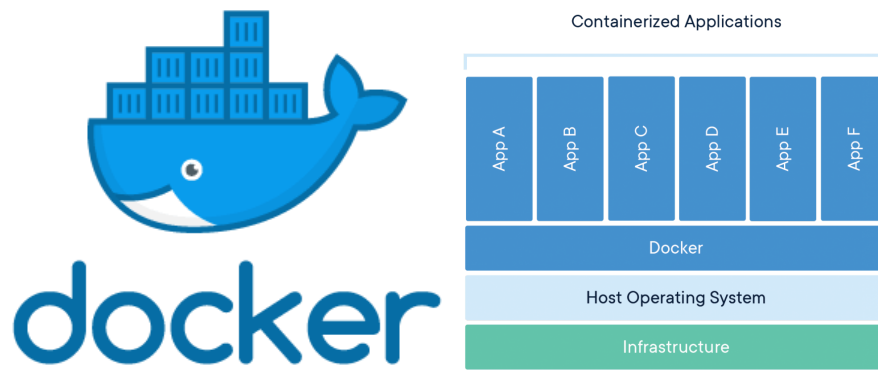 docker
Containerized Applications
App A
App B
App C
App D
App E
App F
Docker
Host Operating System
Infrastructure